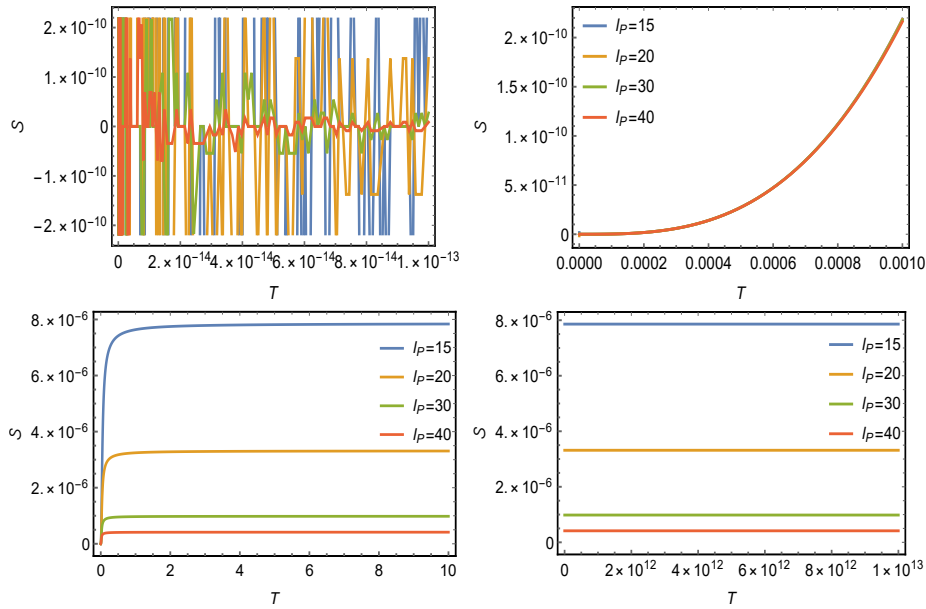 2.×10⁻¹⁰
1.×10⁻¹⁰
0
-1.×10⁻¹⁰
-2.×10⁻¹⁰
S
0 2.×10⁻¹⁴ 4.×10⁻¹⁴ 6.×10⁻¹⁴ 8.×10⁻¹⁴ 1.×10⁻¹³
T
l_P=15
l_P=20
l_P=30
l_P=40
2.×10⁻¹⁰
1.×10⁻¹⁰
1.×10⁻¹⁰
5.×10⁻¹¹
0
S
0.0000 0.0002 0.0004 0.0006 0.0008 0.0010
T
8.×10⁻⁶
6.×10⁻⁶
4.×10⁻⁶
2.×10⁻⁶
0
S
l_P=15
l_P=20
l_P=30
l_P=40
0 2 4 6 8 10
T
8.×10⁻⁶
6.×10⁻⁶
4.×10⁻⁶
2.×10⁻⁶
0
S
l_P=15
l_P=20
l_P=30
l_P=40
0 2×10¹² 4×10¹² 6×10¹² 8×10¹² 1×10¹³
T